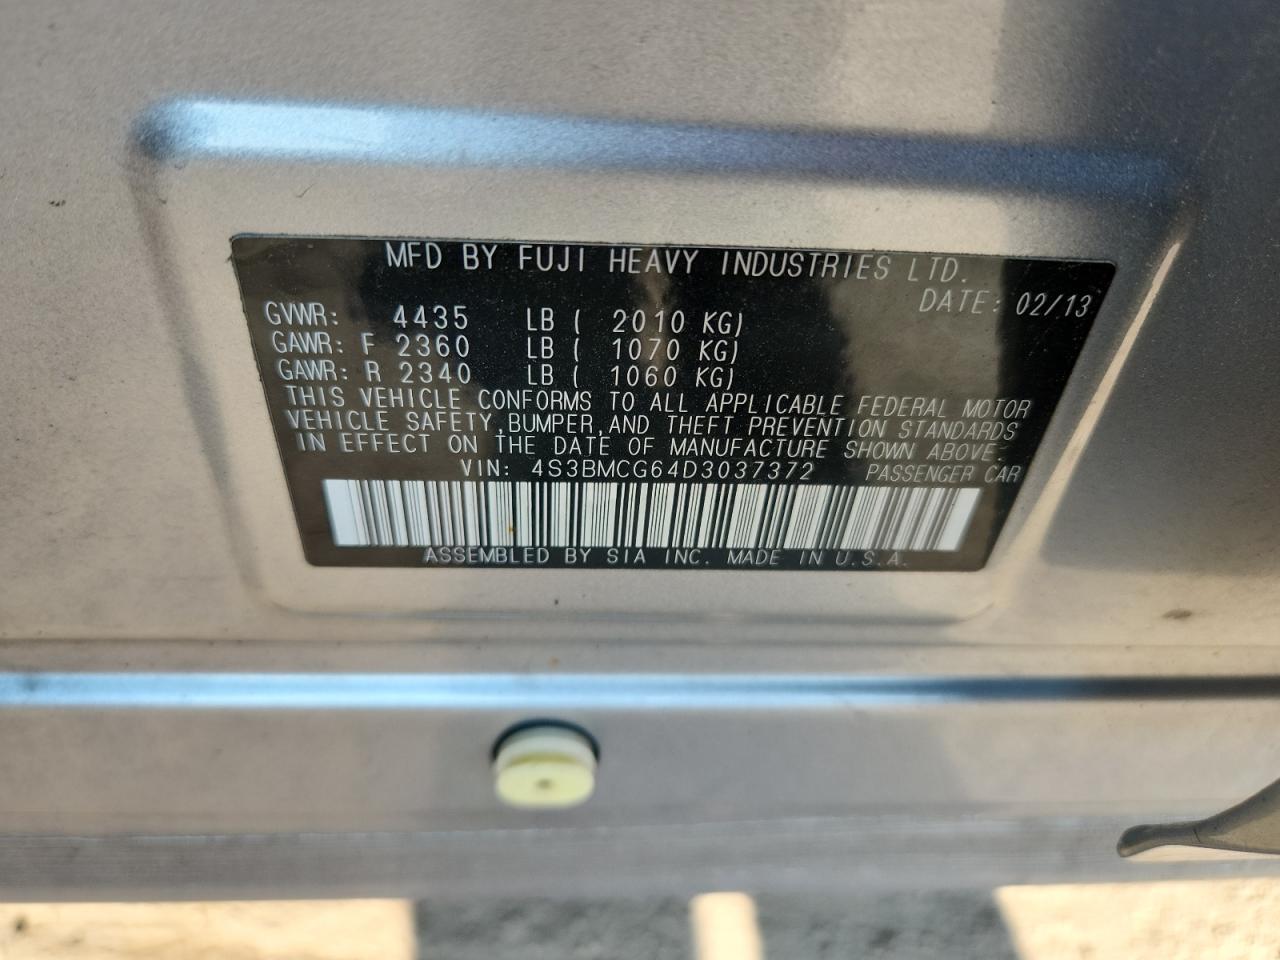 MFD BY FUJI HEAVY INDUSTRIES LTD.
DATE: 02/13
GVWR: 4435 LB ( 2010 KG)
GAWR: F 2360 LB ( 1070 KG)
GAWR: R 2340 LB ( 1060 KG)
THIS VEHICLE CONFORMS TO ALL APPLICABLE FEDERAL MOTOR
VEHICLE SAFETY,BUMPER,AND THEFT PREVENTION STANDARDS
IN EFFECT ON THE DATE OF MANUFACTURE SHOWN ABOVE.
VIN: 4S3BMCG64D3037372 PASSENGER CAR
ASSEMBLED BY SIA INC. MADE IN U.S.A.